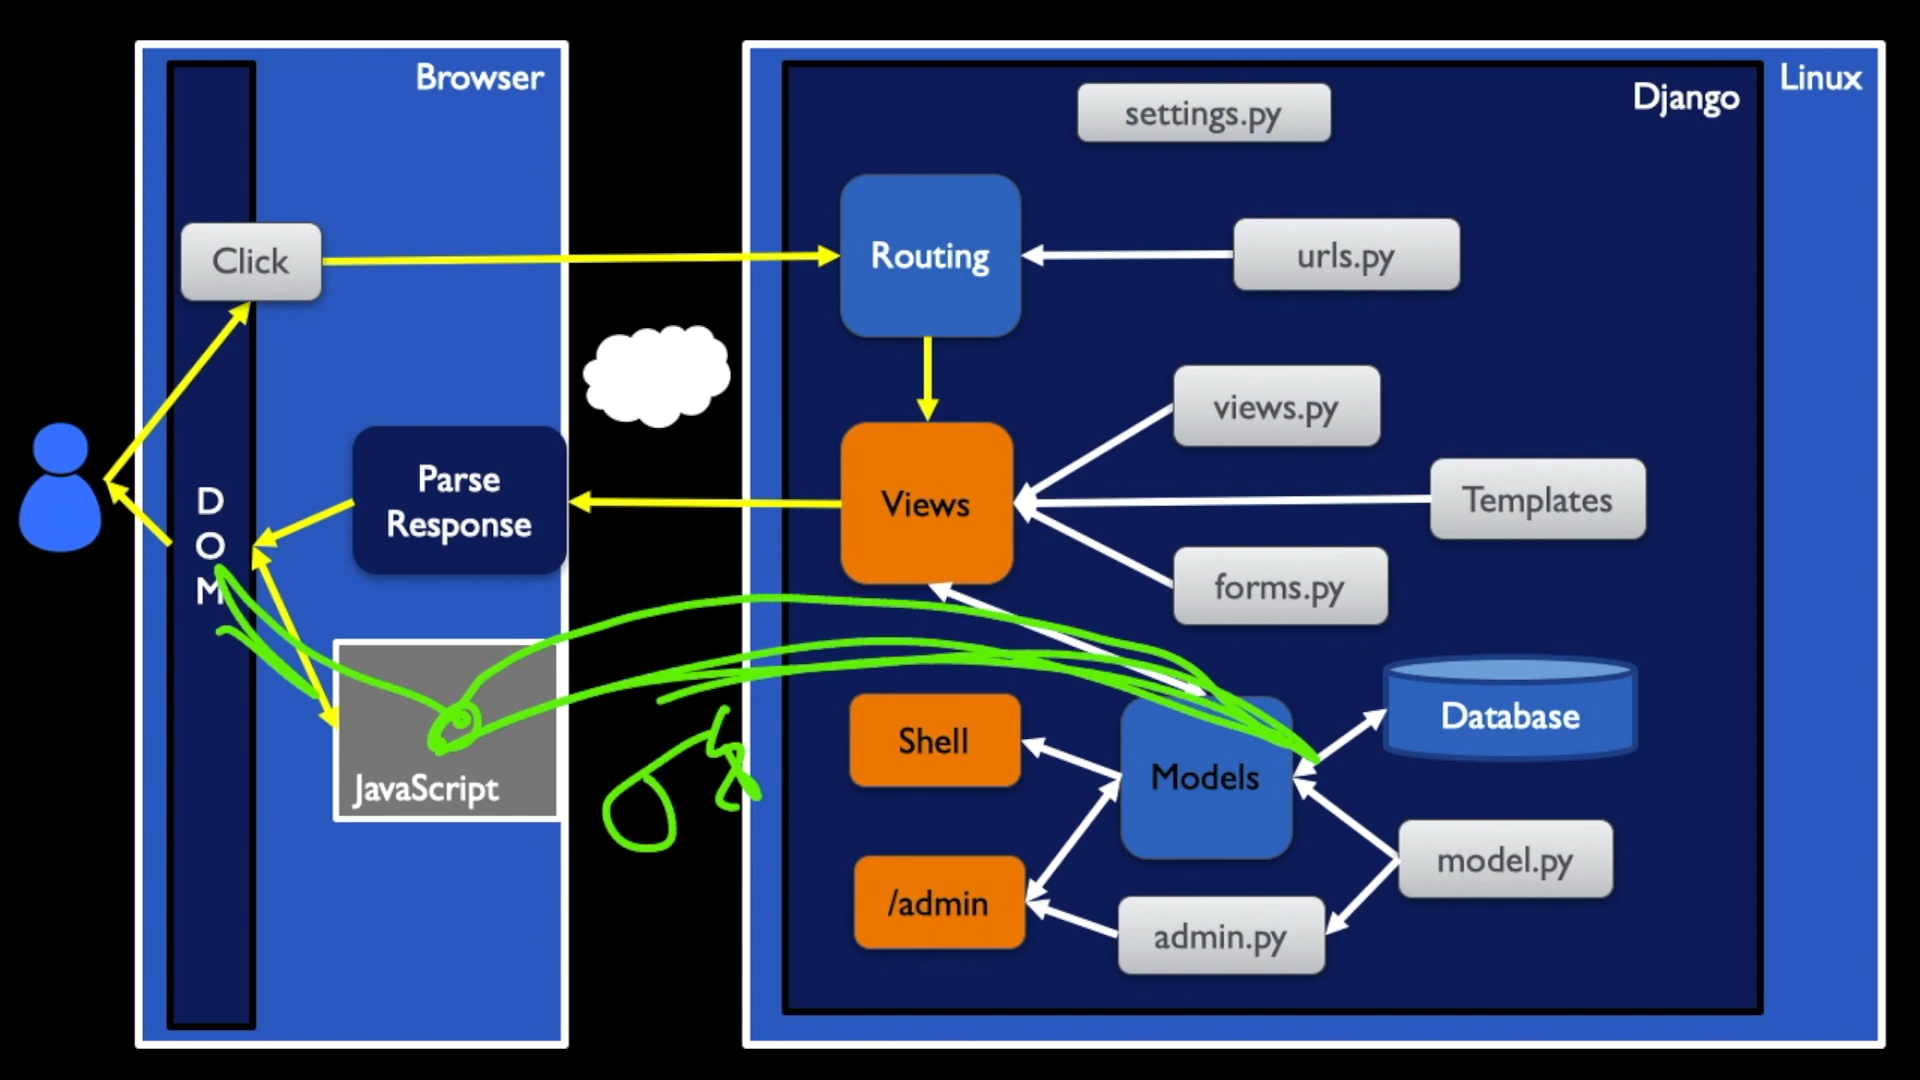 Browser
Linux
Django
settings.py
Click
Routing
urls.py
views.py
Parse
Response
Views
Templates
D
O
M
forms.py
Shell
Database
JavaScript
Models
model.py
/admin
admin.py